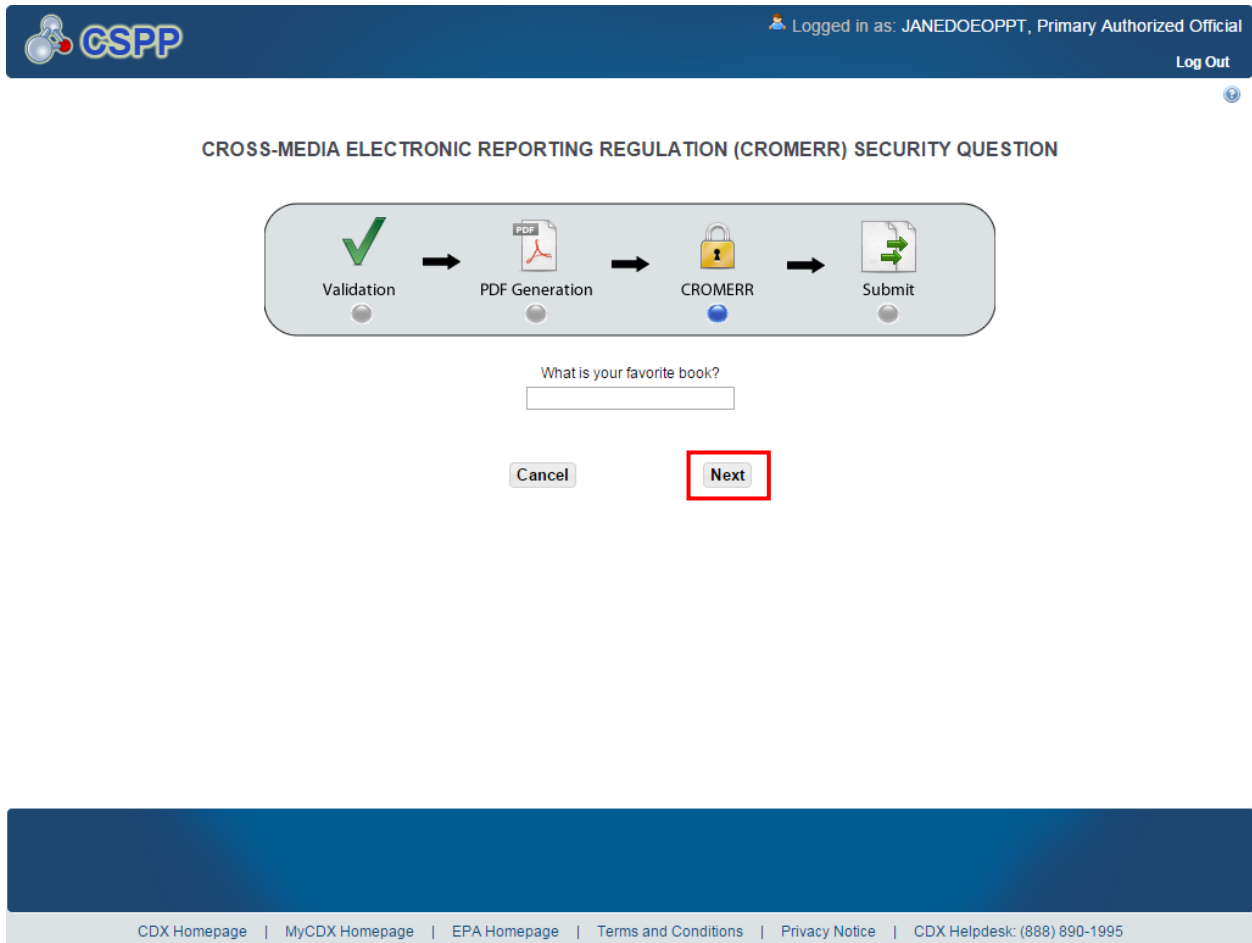 CSPP
Logged in as: JANEDOEOPPT, Primary Authorized Official
Log Out
CROSS-MEDIA ELECTRONIC REPORTING REGULATION (CROMERR) SECURITY QUESTION
PDF
Validation PDF Generation CROMERR Submit
What is your favorite book?
Cancel Next
CDX Homepage | MyCDX Homepage | EPA Homepage | Terms and Conditions | Privacy Notice | CDX Helpdesk: (888) 890-1995